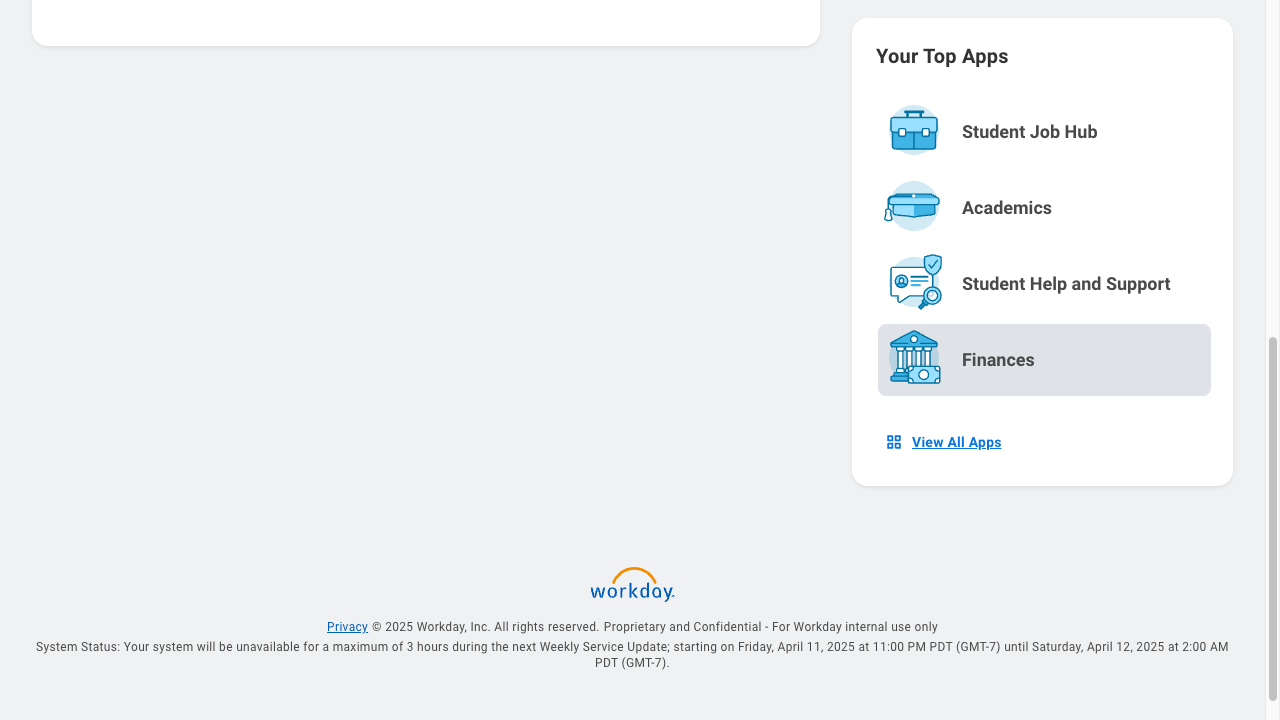 Your Top Apps
Student Job Hub
Academics
Student Help and Support
Finances
View All Apps
workday.
Privacy © 2025 Workday, Inc. All rights reserved. Proprietary and Confidential - For Workday internal use only
System Status: Your system will be unavailable for a maximum of 3 hours during the next Weekly Service Update; starting on Friday, April 11, 2025 at 11:00 PM PDT (GMT-7) until Saturday, April 12, 2025 at 2:00 AM
PDT (GMT-7).